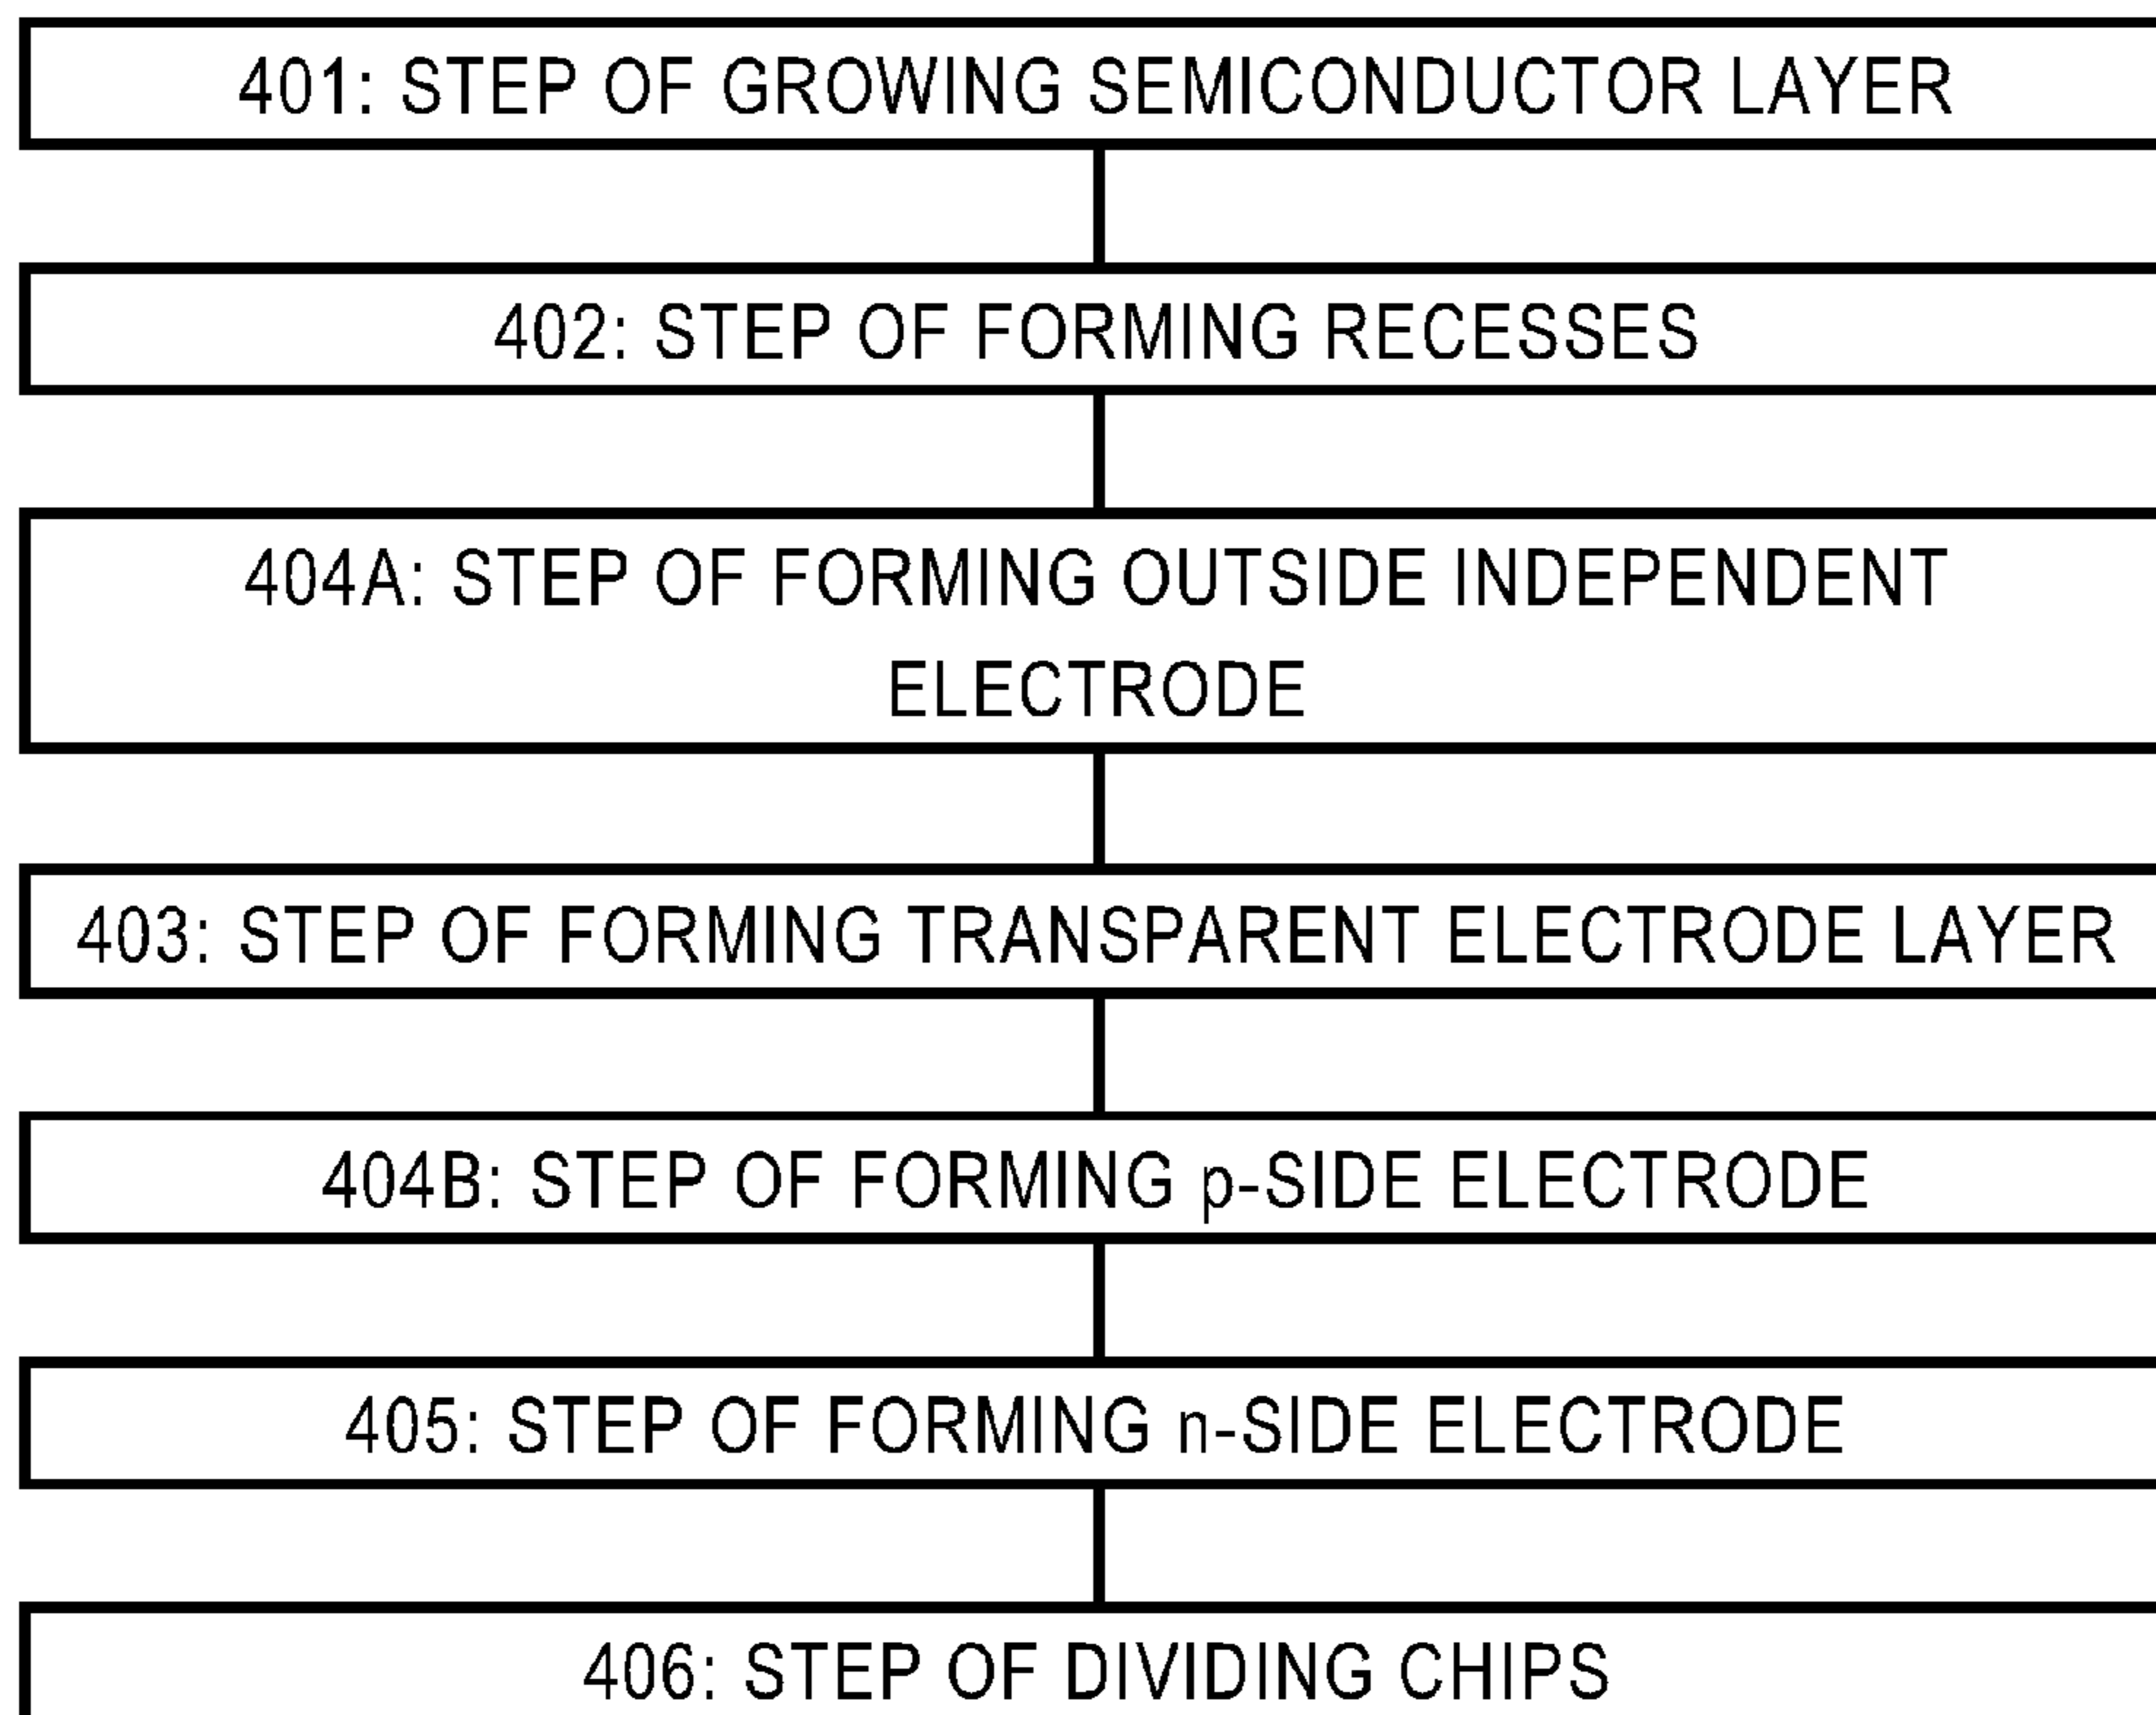 401: STEP OF GROWING SEMICONDUCTOR LAYER
402: STEP OF FORMING RECESSES
404A: STEP OF FORMING OUTSIDE INDEPENDENT
ELECTRODE
403: STEP OF FORMING TRANSPARENT ELECTRODE LAYER
404B: STEP OF FORMING p-SIDE ELECTRODE
405: STEP OF FORMING n-SIDE ELECTRODE
406: STEP OF DIVIDING CHIPS